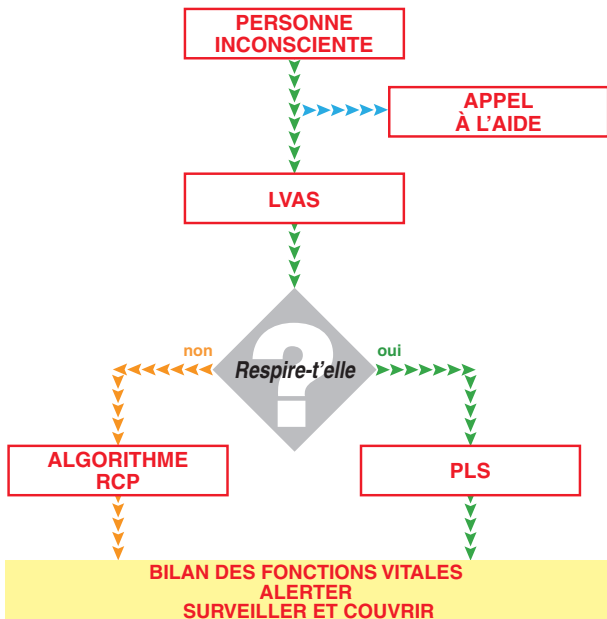 PERSONNE
INCONSCIENTE
APPEL
À L'AIDE
LVAS
?
non
Respire-t'elle
oui
ALGORITHME
RCP
PLS
BILAN DES FONCTIONS VITALES
ALERTER
SURVEILLER ET COUVRIR